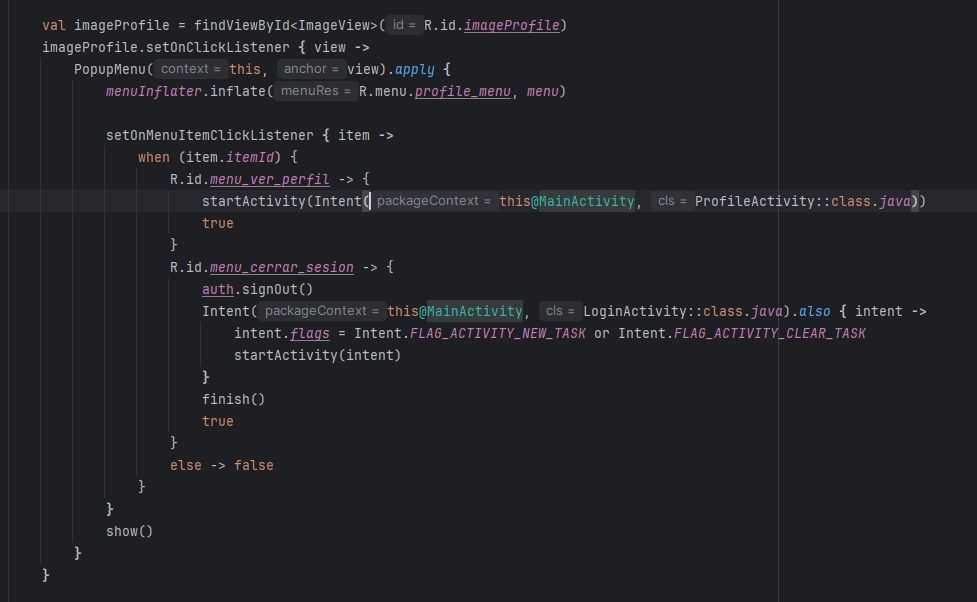 val imageProfile = findViewById<ImageView>( id = R.id.imageProfile)
imageProfile.setOnClickListener { view ->
PopupMenu( context = this, anchor = view).apply {
menuInflater.inflate( menuRes = R.menu.profile_menu, menu)
setOnMenuItemClickListener { item ->
when (item.itemId) {
R.id.menu_ver_perfil -> {
startActivity(Intent( packageContext = this@MainActivity, cls = ProfileActivity::class.java))
true
}
R.id.menu_cerrar_sesion -> {
auth.signOut()
Intent( packageContext = this@MainActivity, cls = LoginActivity::class.java).also { intent ->
intent.flags = Intent.FLAG_ACTIVITY_NEW_TASK or Intent.FLAG_ACTIVITY_CLEAR_TASK
startActivity(intent)
}
finish()
true
}
else -> false
}
}
show()
}
}